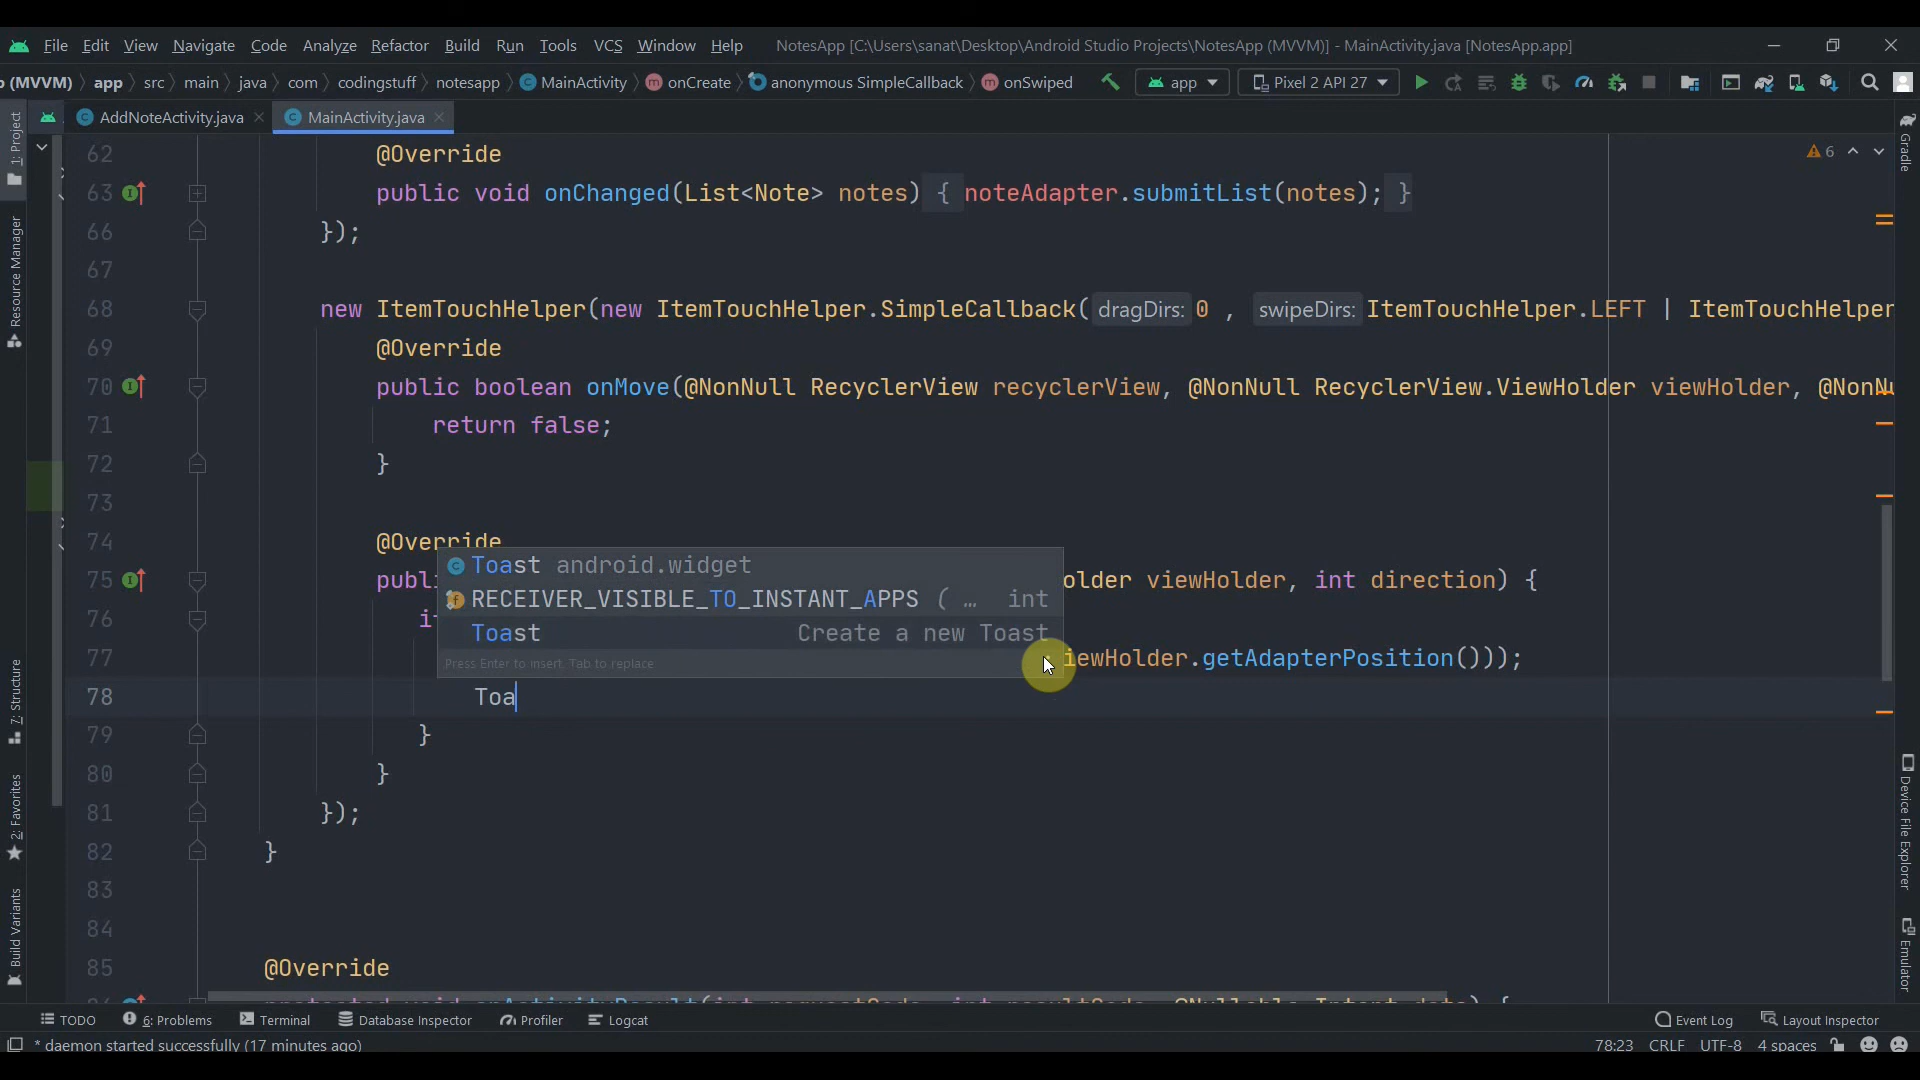 File Edit View Navigate Code Analyze Refactor Build Run Tools VCS Window Help NotesApp [C:\Users\sanat\Desktop\Android Studio Projects\NotesApp (MVVM)] - MainActivity.java [NotesApp.app]
p (MVVM) app src main java com codingstuff notesapp MainActivity onCreate anonymous SimpleCallback onSwiped app Pixel 2 API 27
AddNoteActivity.java MainActivity.java
62 @Override
6
63 public void onChanged(List<Note> notes) { noteAdapter.submitList(notes); }
66 });
67
68 new ItemTouchHelper(new ItemTouchHelper.SimpleCallback( dragDirs: 0 , swipeDirs: ItemTouchHelper.LEFT | ItemTouchHelper
69 @Override
70 public boolean onMove(@NonNull RecyclerView recyclerView, @NonNull RecyclerView.ViewHolder viewHolder, @NonNu
71 return false;
72 }
73
74 @Override
Toast android.widget
75 publi older viewHolder, int direction) {
RECEIVER_VISIBLE_TO_INSTANT_APPS ( … int
76 i
Toast Create a new Toast
77 iewHolder.getAdapterPosition()));
Press Enter to insert, Tab to replace
78 Toa
79 }
80 }
81 });
82 }
83
84
85 @Override
TODO 6: Problems Terminal Database Inspector Profiler Logcat Event Log Layout Inspector
* daemon started successfully (17 minutes ago) 78:23 CRLF UTF-8 4 spaces
1: Project
Resource Manager
7: Structure
2: Favorites
Build Variants
Gradle
Device File Explorer
Emulator